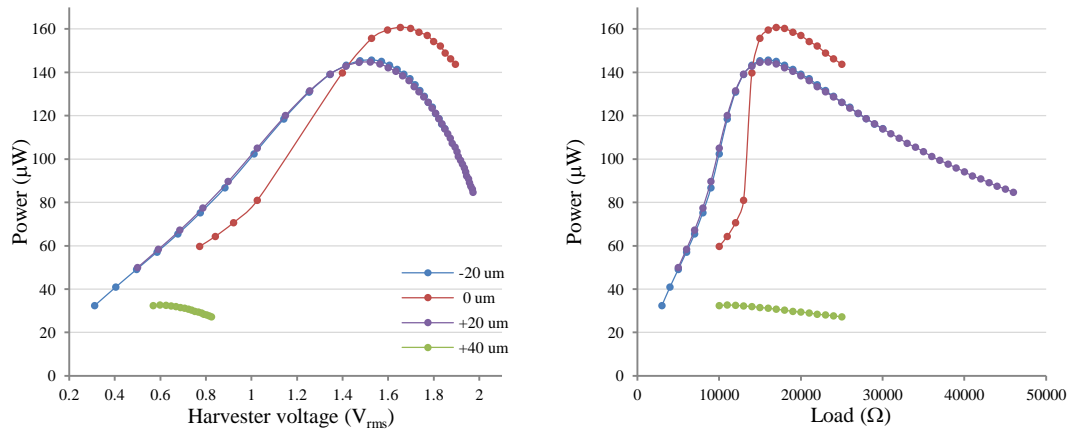 160
140
120
100
80
60
40
20
0
Power (µW)
0.2 0.4 0.6 0.8 1 1.2 1.4 1.6 1.8 2
Harvester voltage (Vrms)
-20 um
0 um
+20 um
+40 um
160
140
120
100
80
60
40
20
0
Power (µW)
0 10000 20000 30000 40000 50000
Load (Ω)